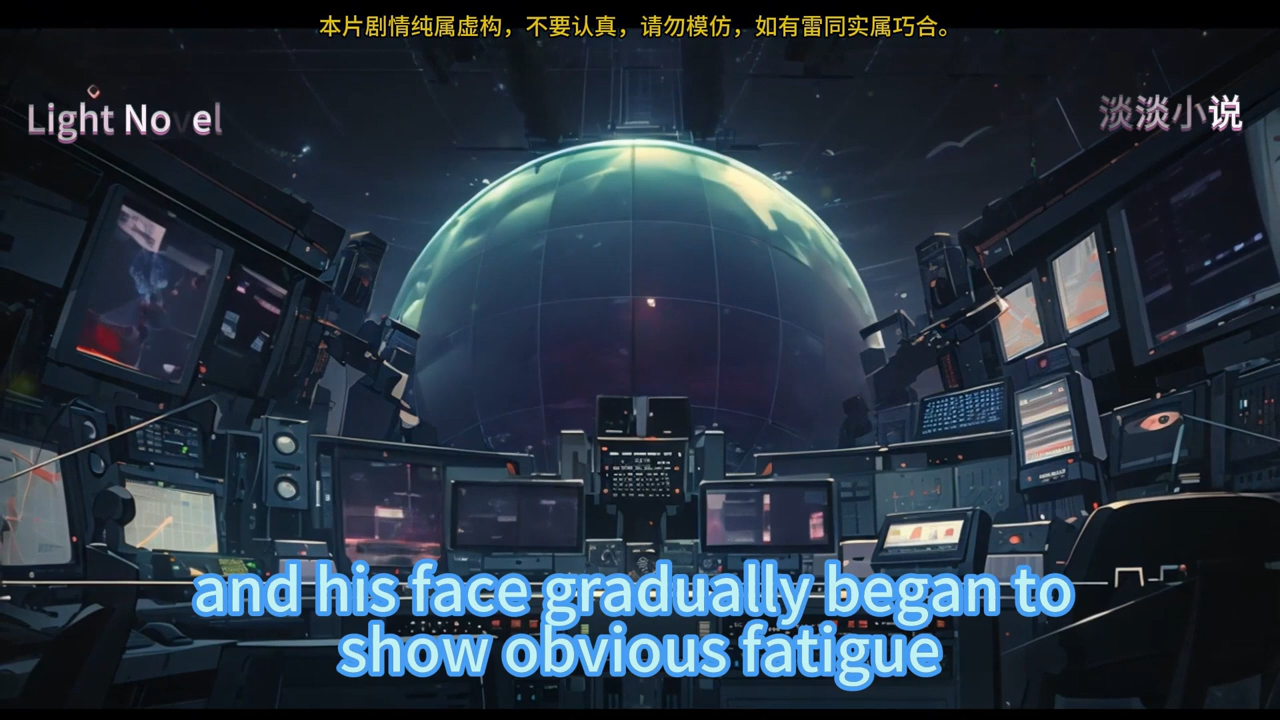 本片剧情纯属虚构，不要认真，请勿模仿，如有雷同实属巧合。
Light Novel
淡淡小说
and his face gradually began to
show obvious fatigue